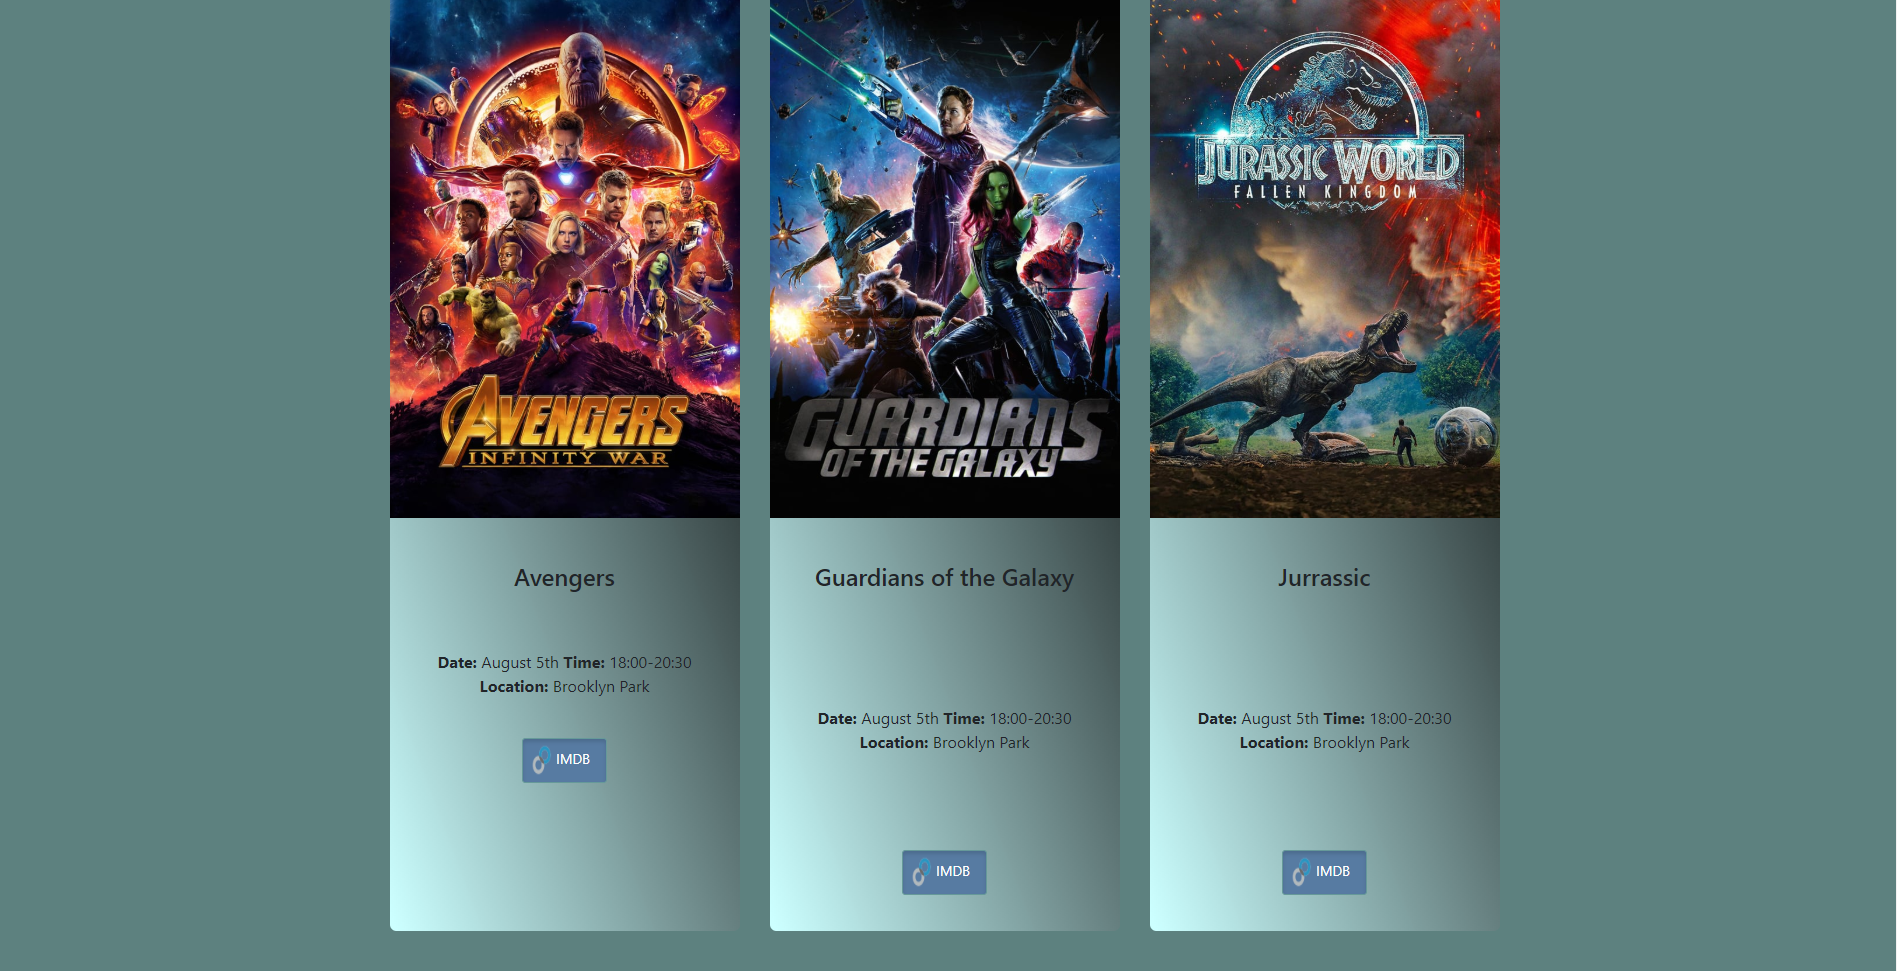 AVENGERS
INFINITY WAR
GUARDIANS
OF THE GALAXY
JURASSIC WORLD
FALLEN KINGDOM
Avengers
Date: August 5th Time: 18:00-20:30
Location: Brooklyn Park
IMDB
Guardians of the Galaxy
Date: August 5th Time: 18:00-20:30
Location: Brooklyn Park
IMDB
Jurrassic
Date: August 5th Time: 18:00-20:30
Location: Brooklyn Park
IMDB